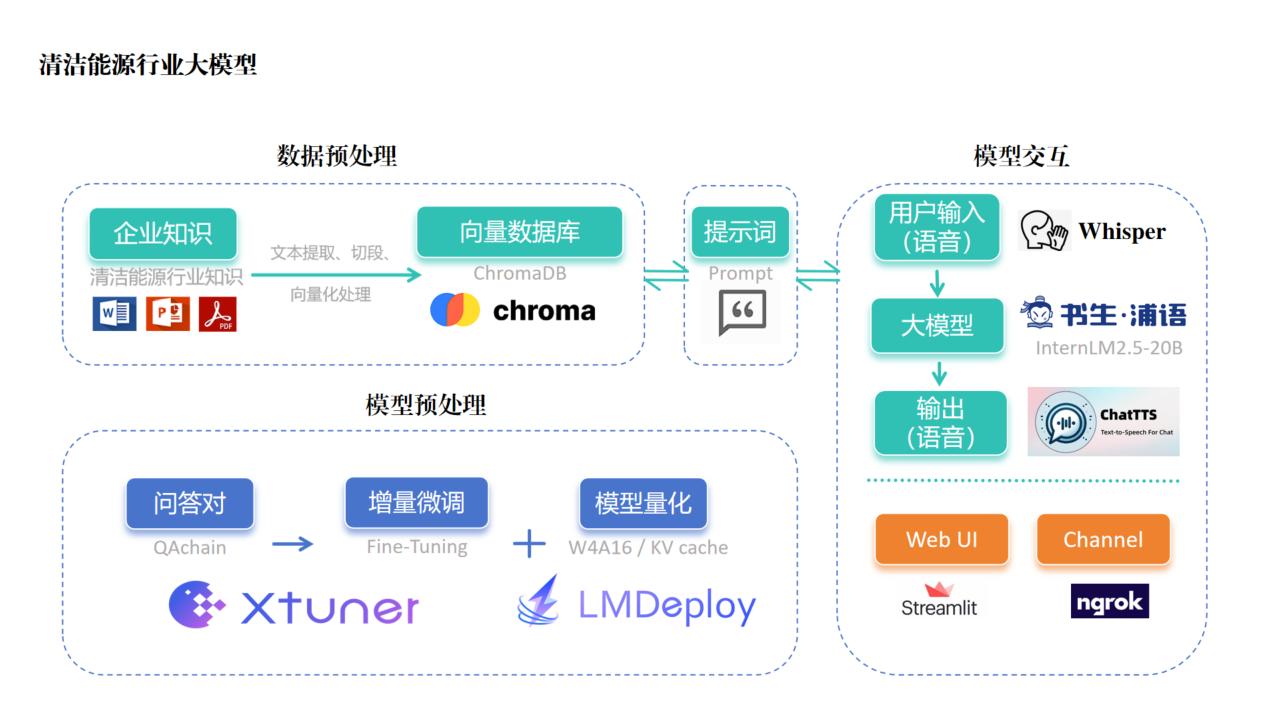 清洁能源行业大模型
数据预处理
企业知识
清洁能源行业知识
W
P
PDF
文本提取、切段、
向量化处理
向量数据库
ChromaDB
chroma
提示词
Prompt
模型交互
用户输入
（语音）
Whisper
大模型
书生·浦语
InternLM2.5-20B
输出
（语音）
ChatTTS
Text-to-Speech For Chat
Web UI
Streamlit
Channel
ngrok
模型预处理
问答对
QAchain
增量微调
Fine-Tuning
模型量化
W4A16 / KV cache
Xtuner
LMDeploy